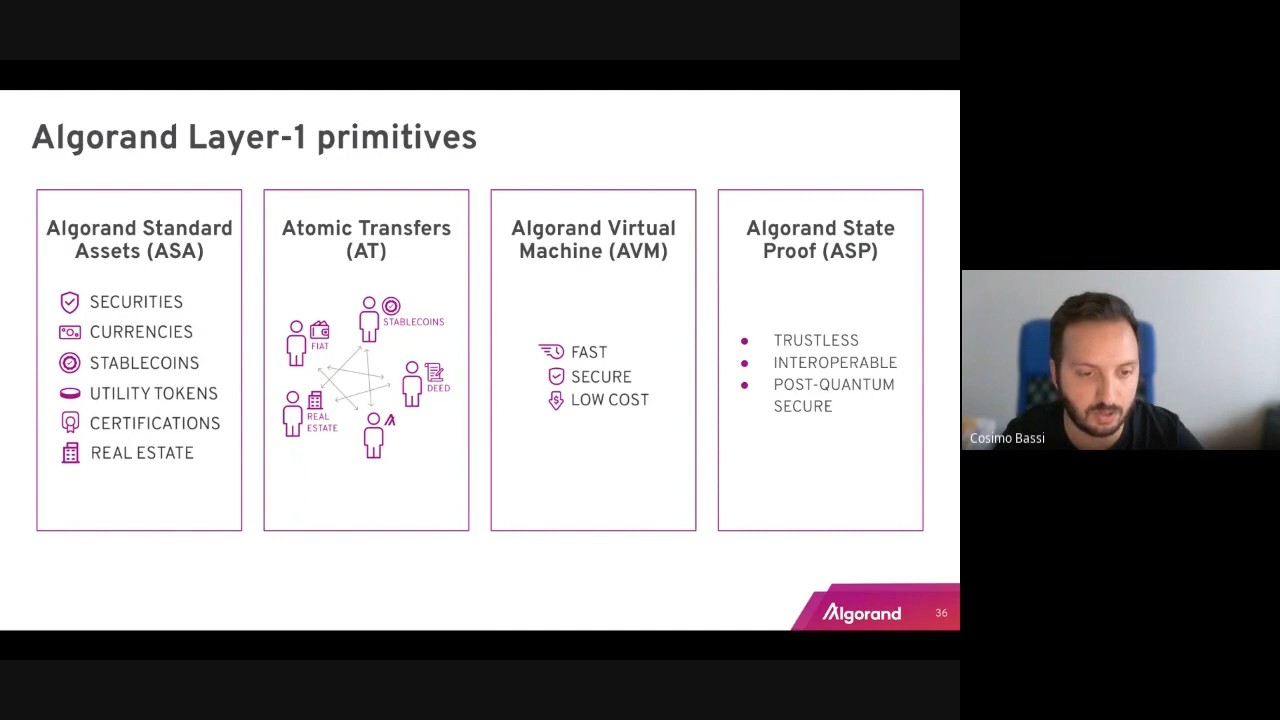 Algorand Layer-1 primitives
Algorand Standard
Assets (ASA)
SECURITIES
CURRENCIES
STABLECOINS
UTILITY TOKENS
CERTIFICATIONS
REAL ESTATE
Atomic Transfers
(AT)
STABLECOINS
FIAT
DEED
REAL
ESTATE
Algorand Virtual
Machine (AVM)
FAST
SECURE
LOW COST
Algorand State
Proof (ASP)
TRUSTLESS
INTEROPERABLE
POST-QUANTUM
SECURE
Algorand
36
Cosimo Bassi